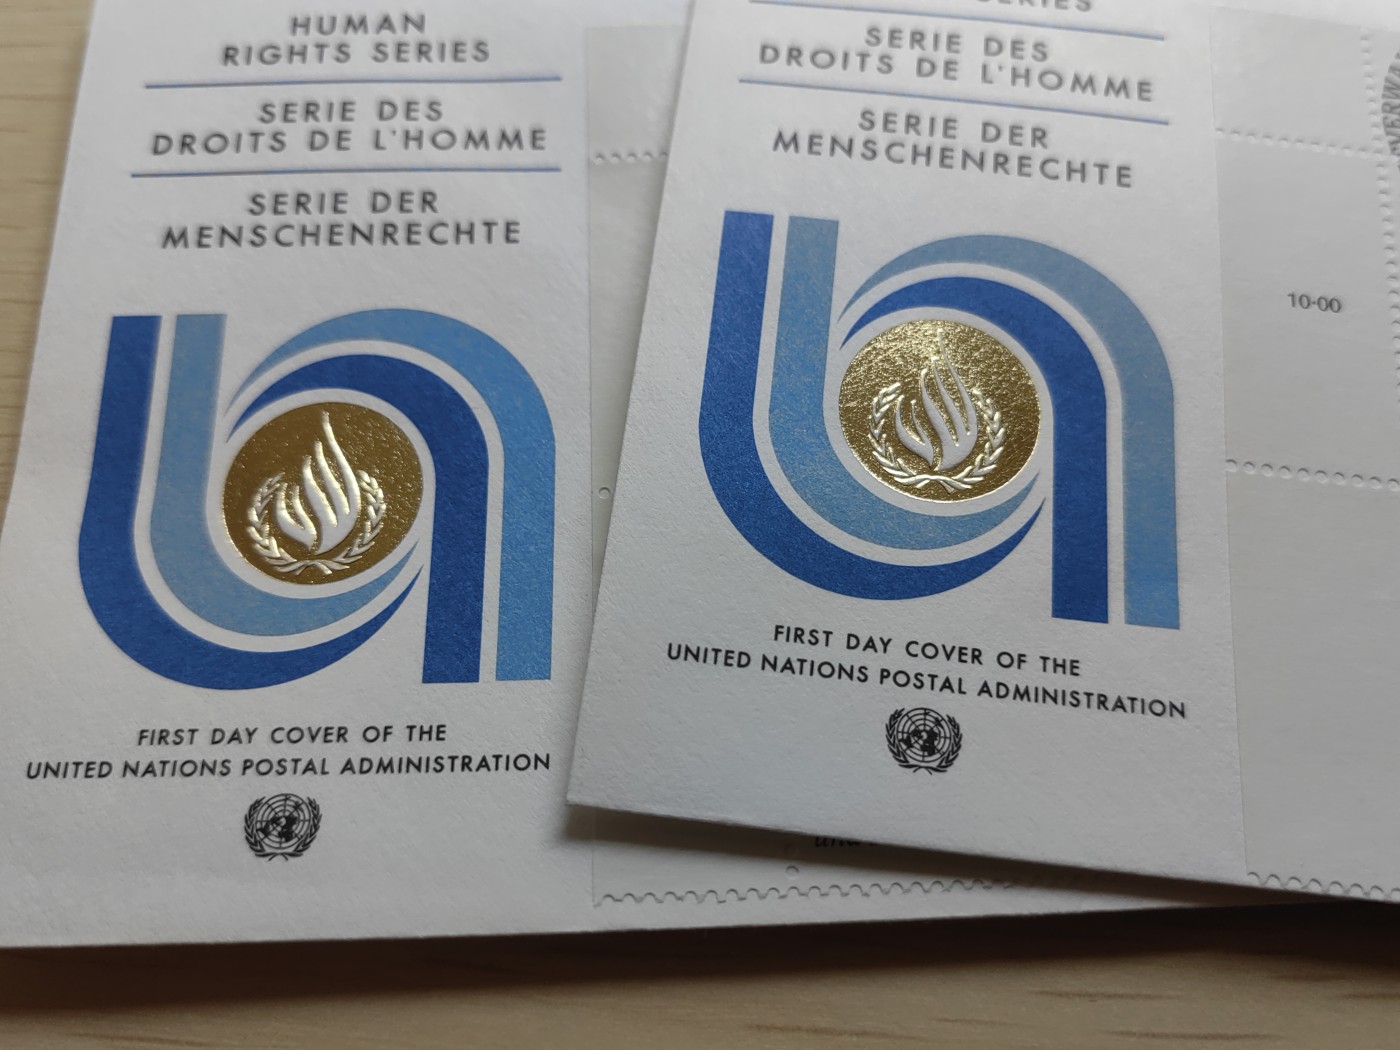 HUMAN
RIGHTS SERIES
SERIE DES
DROITS DE L'HOMME
SERIE DER
MENSCHENRECHTE
FIRST DAY COVER OF THE
UNITED NATIONS POSTAL ADMINISTRATION
SERIES
SERIE DES
DROITS DE L'HOMME
SERIE DER
MENSCHENRECHTE
FIRST DAY COVER OF THE
UNITED NATIONS POSTAL ADMINISTRATION
10·00